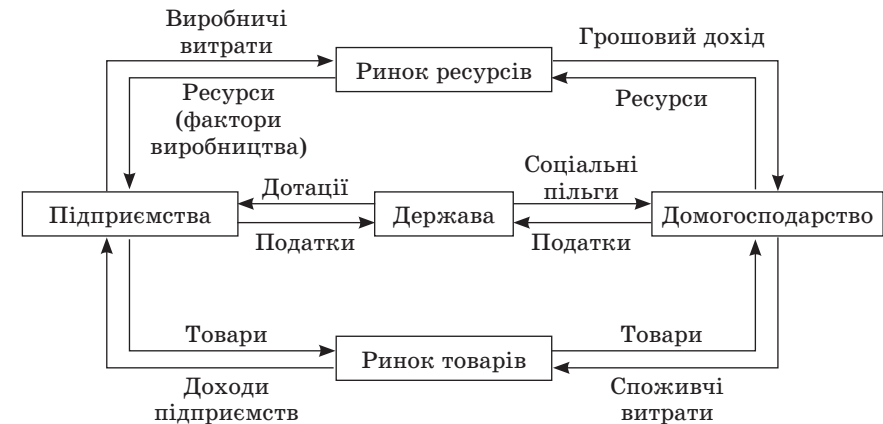 Виробничі
витрати
Грошовий дохід
Ринок ресурсів
Ресурси
(фактори
виробництва)
Ресурси
Соціальні
пільги
Дотації
Підприємства
Держава
Домогосподарство
Податки
Податки
Товари
Товари
Ринок товарів
Доходи
підприємств
Споживчі
витрати